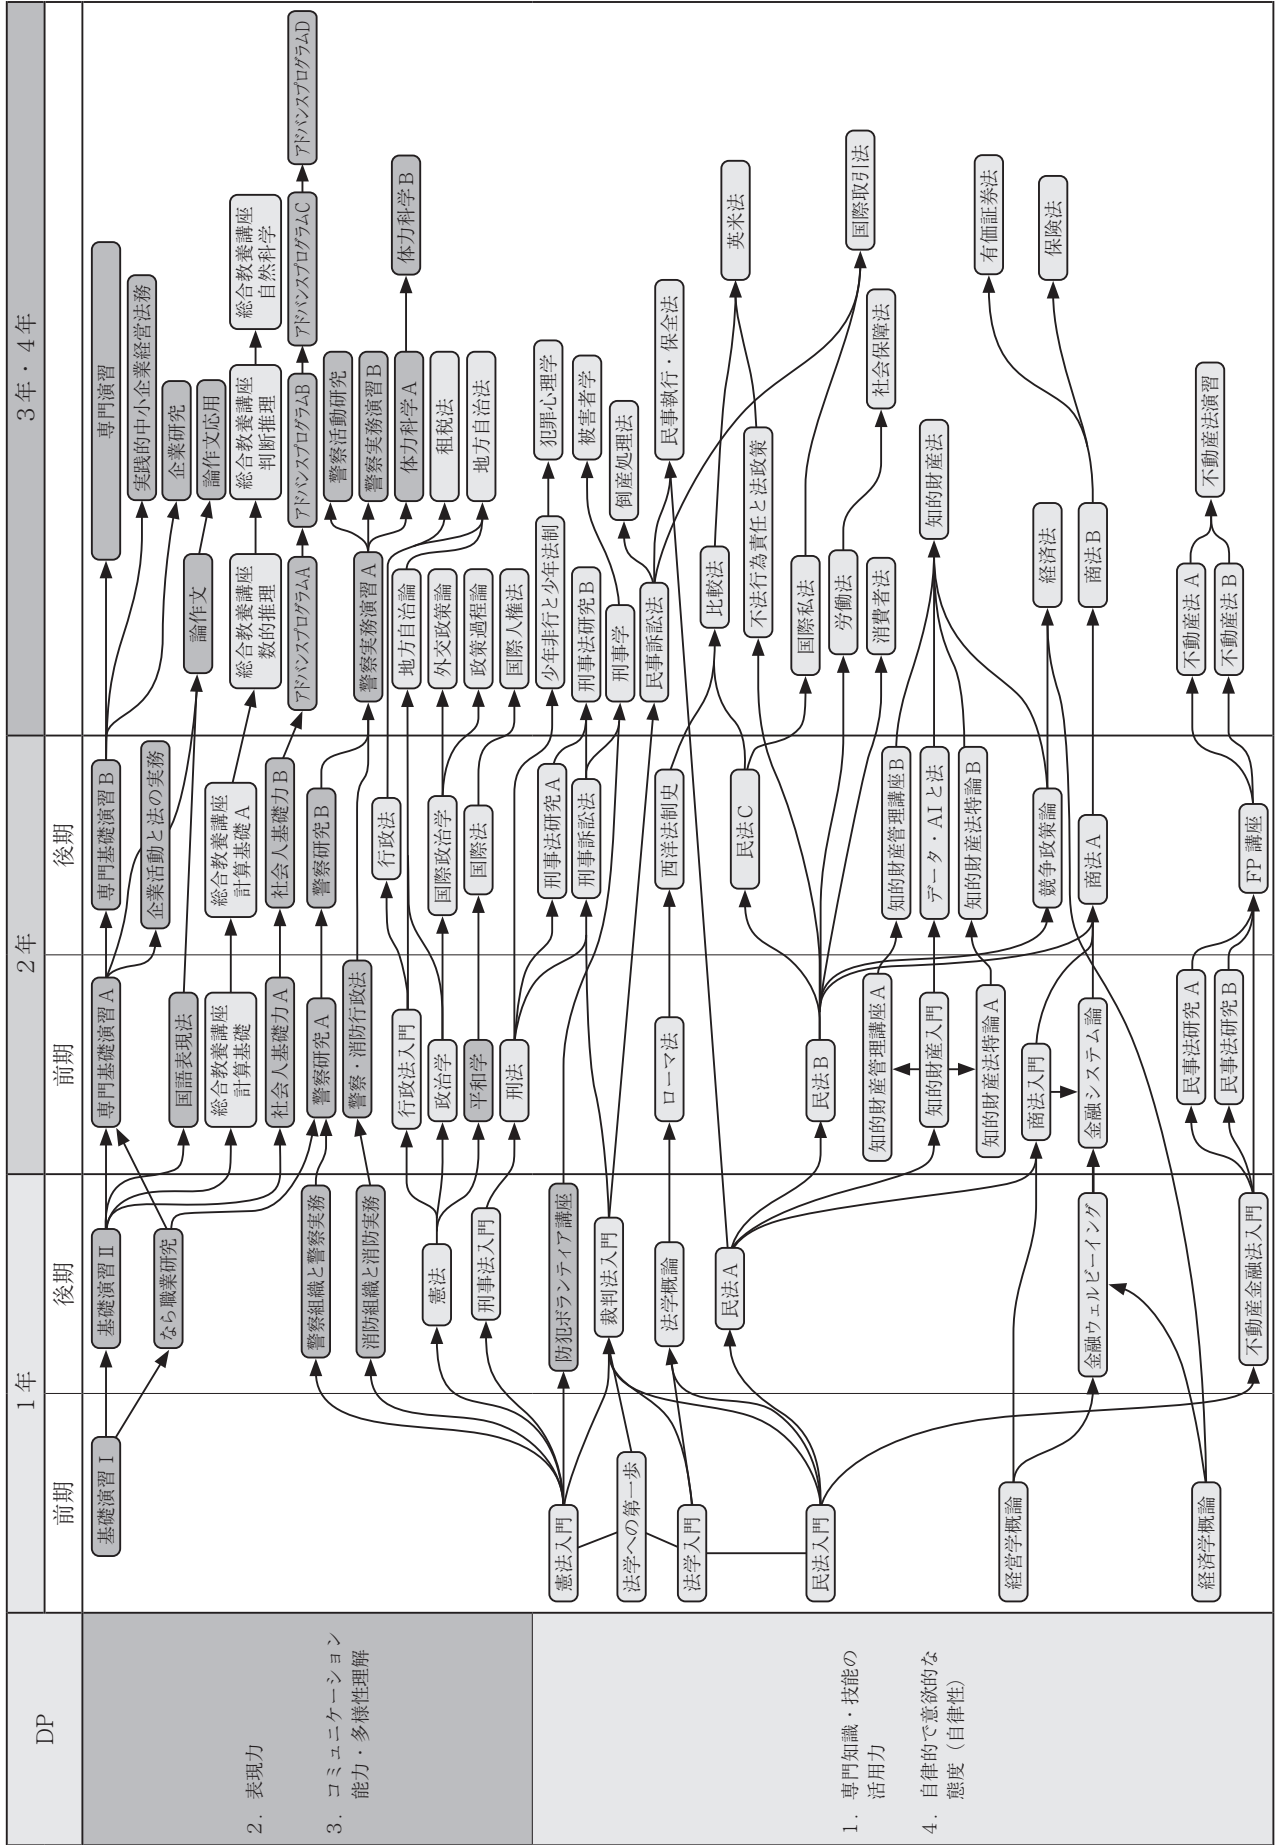 DP
1年
2年
3年・4年
前期
後期
前期
後期
2. 表現力
3. コミュニケーション
能力・多様性理解
1. 専門知識・技能の
活用力
4. 自律的で意欲的な
態度（自律性）
基礎演習Ⅰ
基礎演習Ⅱ
専門基礎演習A
専門基礎演習B
専門演習
実践的中小企業経営法務
企業活動と法の実務
企業研究
なら職業研究
国語表現法
論作文
論作文応用
総合教養講座
計算基礎
総合教養講座
計算基礎A
総合教養講座
数的推理
総合教養講座
判断推理
総合教養講座
自然科学
社会人基礎力A
社会人基礎力B
アドバンスプログラムA
アドバンスプログラムB
アドバンスプログラムC
アドバンスプログラムD
警察組織と警察実務
警察研究A
警察研究B
警察活動研究
消防組織と消防実務
警察・消防行政法
警察実務演習A
警察実務演習B
体力科学A
体力科学B
行政法入門
行政法
地方自治論
租税法
憲法
政治学
国際政治学
外交政策論
地方自治法
平和学
国際法
政策過程論
刑事法入門
刑法
国際人権法
刑事法研究A
少年非行と少年法制
犯罪心理学
憲法入門
防犯ボランティア講座
刑事訴訟法
刑事法研究B
被害者学
裁判法入門
刑事学
倒産処理法
法学への第一歩
民事訴訟法
民事執行・保全法
法学入門
法学概論
ローマ法
西洋法制史
比較法
英米法
民法A
民法C
不法行為責任と法政策
国際私法
国際取引法
民法入門
民法B
労働法
社会保障法
消費者法
知的財産管理講座A
知的財産管理講座B
知的財産入門
データ・AIと法
知的財産法
知的財産法特論A
知的財産法特論B
有価証券法
経営学概論
商法入門
競争政策論
経済法
保険法
金融ウェルビーイング
金融システム論
商法A
商法B
経済学概論
民事法研究A
不動産法A
不動産法演習
民事法研究B
不動産法B
不動産金融法入門
FP講座